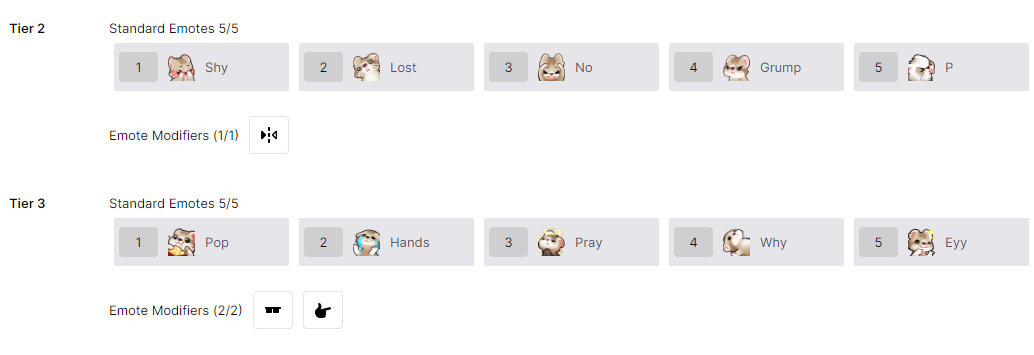 Tier 2 Standard Emotes 5/5
1 Shy 2 Lost 3 No 4 Grump 5 P
Emote Modifiers (1/1)
Tier 3 Standard Emotes 5/5
1 Pop 2 Hands 3 Pray 4 Why 5 Eyy
Emote Modifiers (2/2)